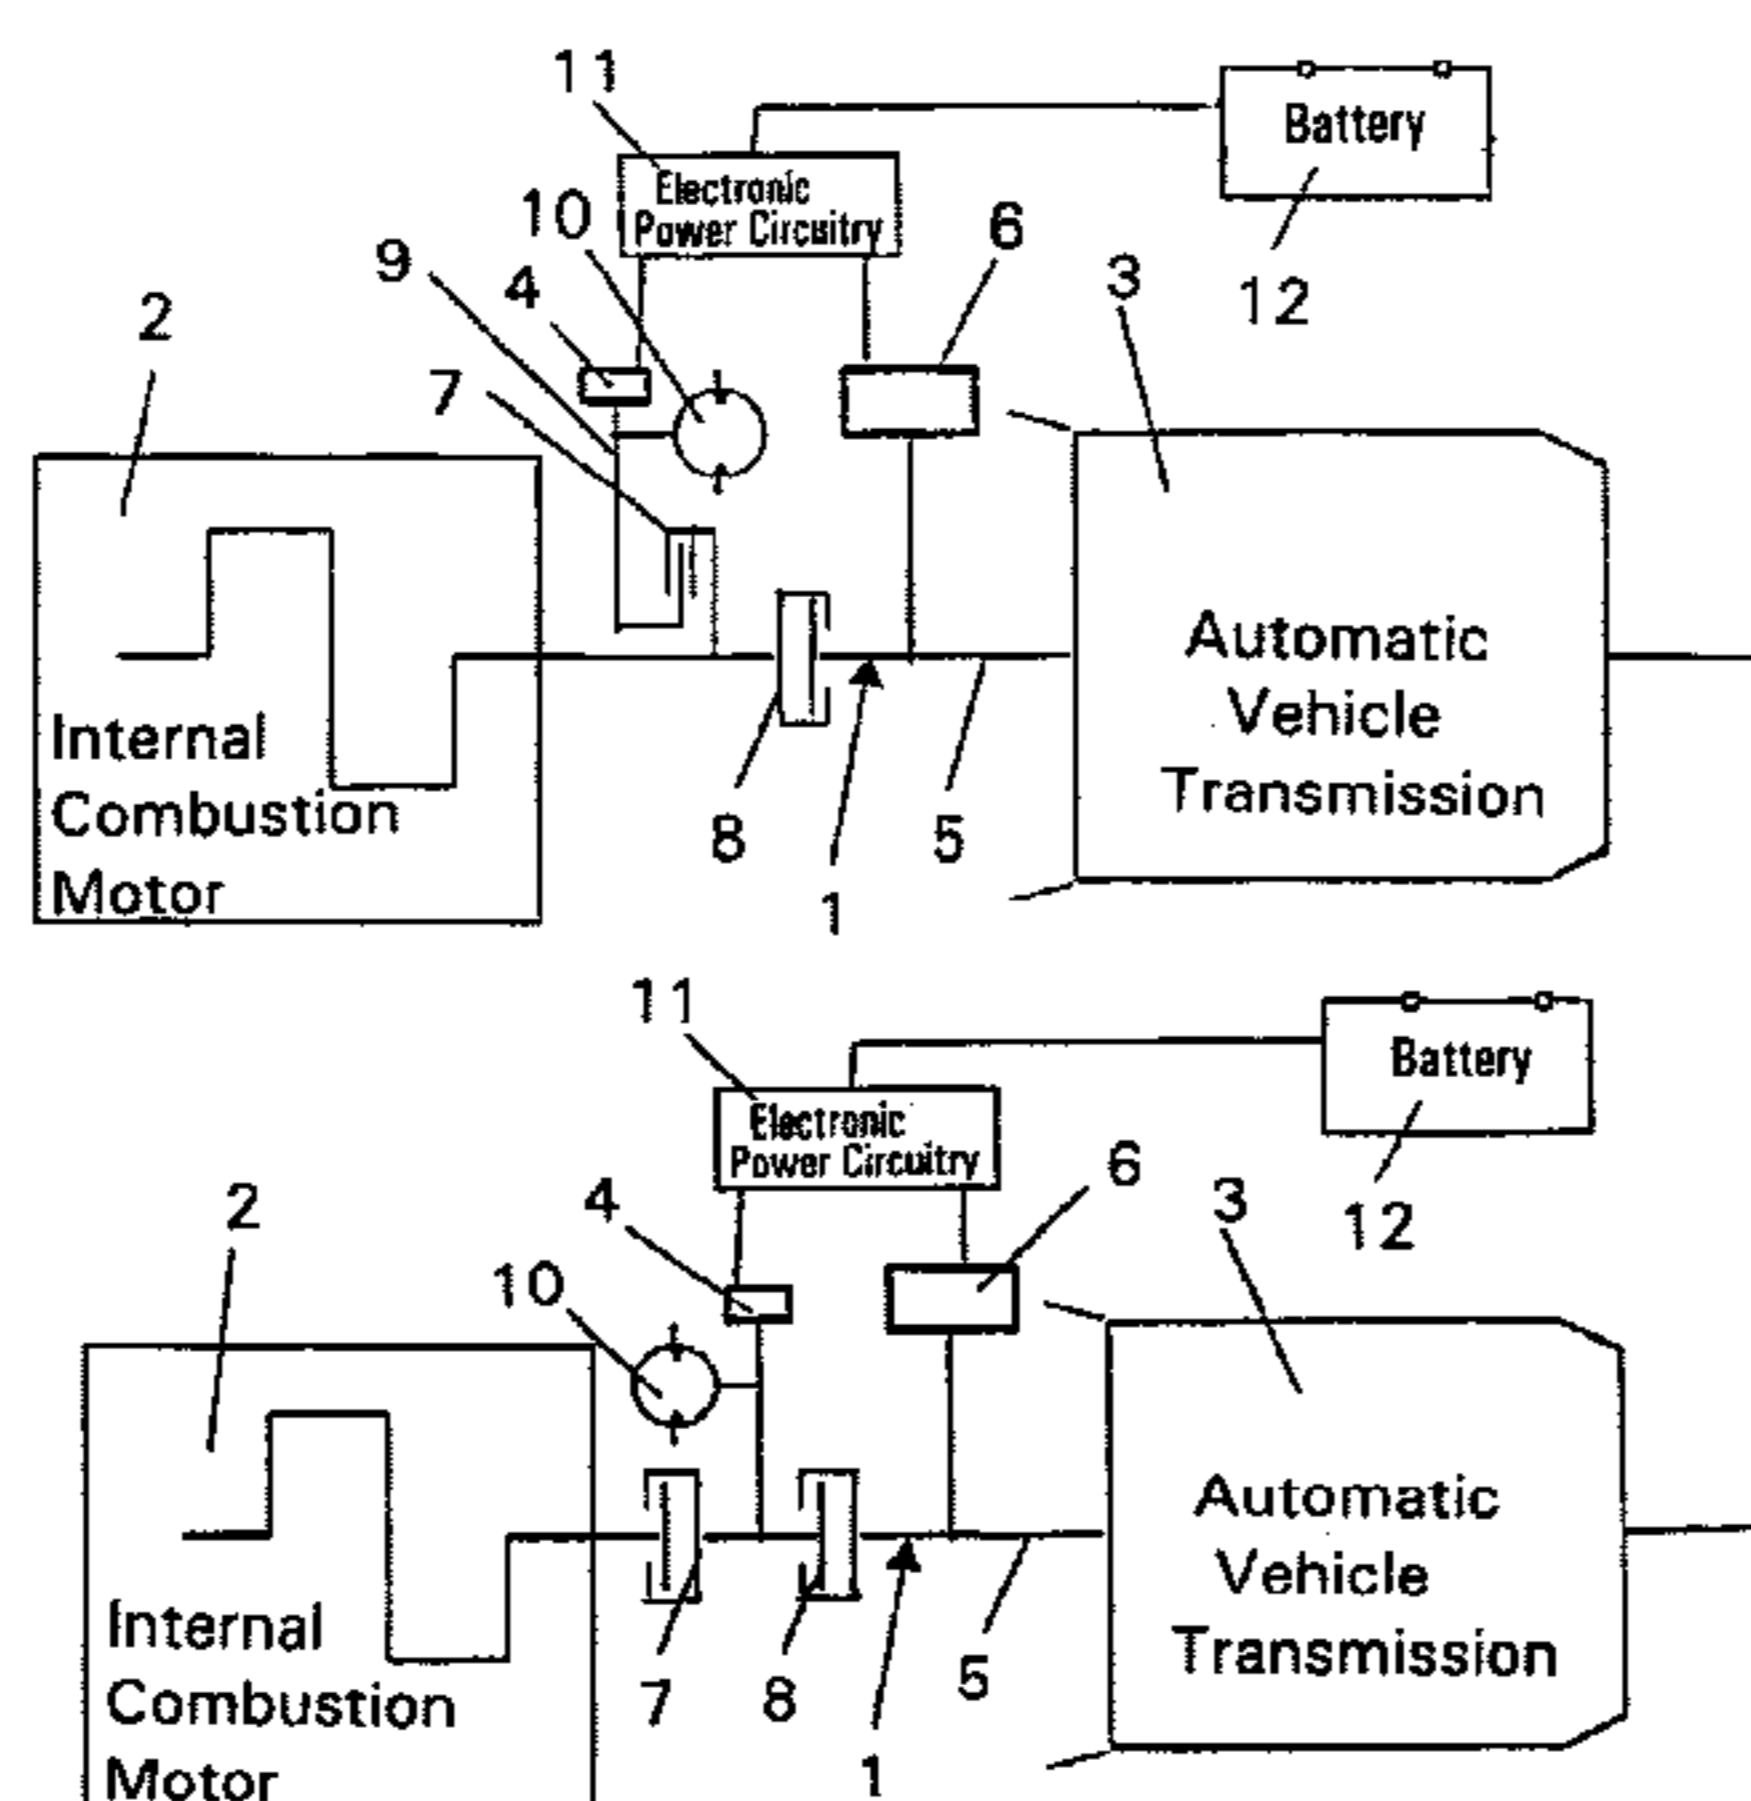 11
Battery
Electronic
Power Circuitry
10
6
9
4
3
12
2
7
Automatic
Vehicle
Transmission
Internal
Combustion
Motor
8
5
1
11
Battery
Electronic
Power Circuitry
6
4
2
3
12
10
Automatic
Vehicle
Transmission
Internal
Combustion
Motor
7
8
5
1